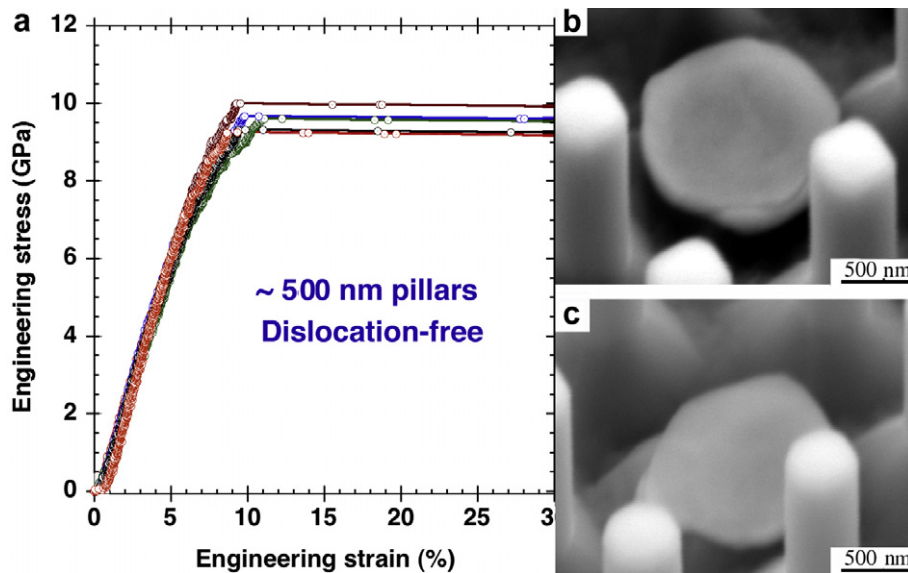 a
12
10
8
6
4
2
0
Engineering stress (GPa)
~ 500 nm pillars
Dislocation-free
0
5
10
15
20
25
30
Engineering strain (%)
b
500 nm
c
500 nm